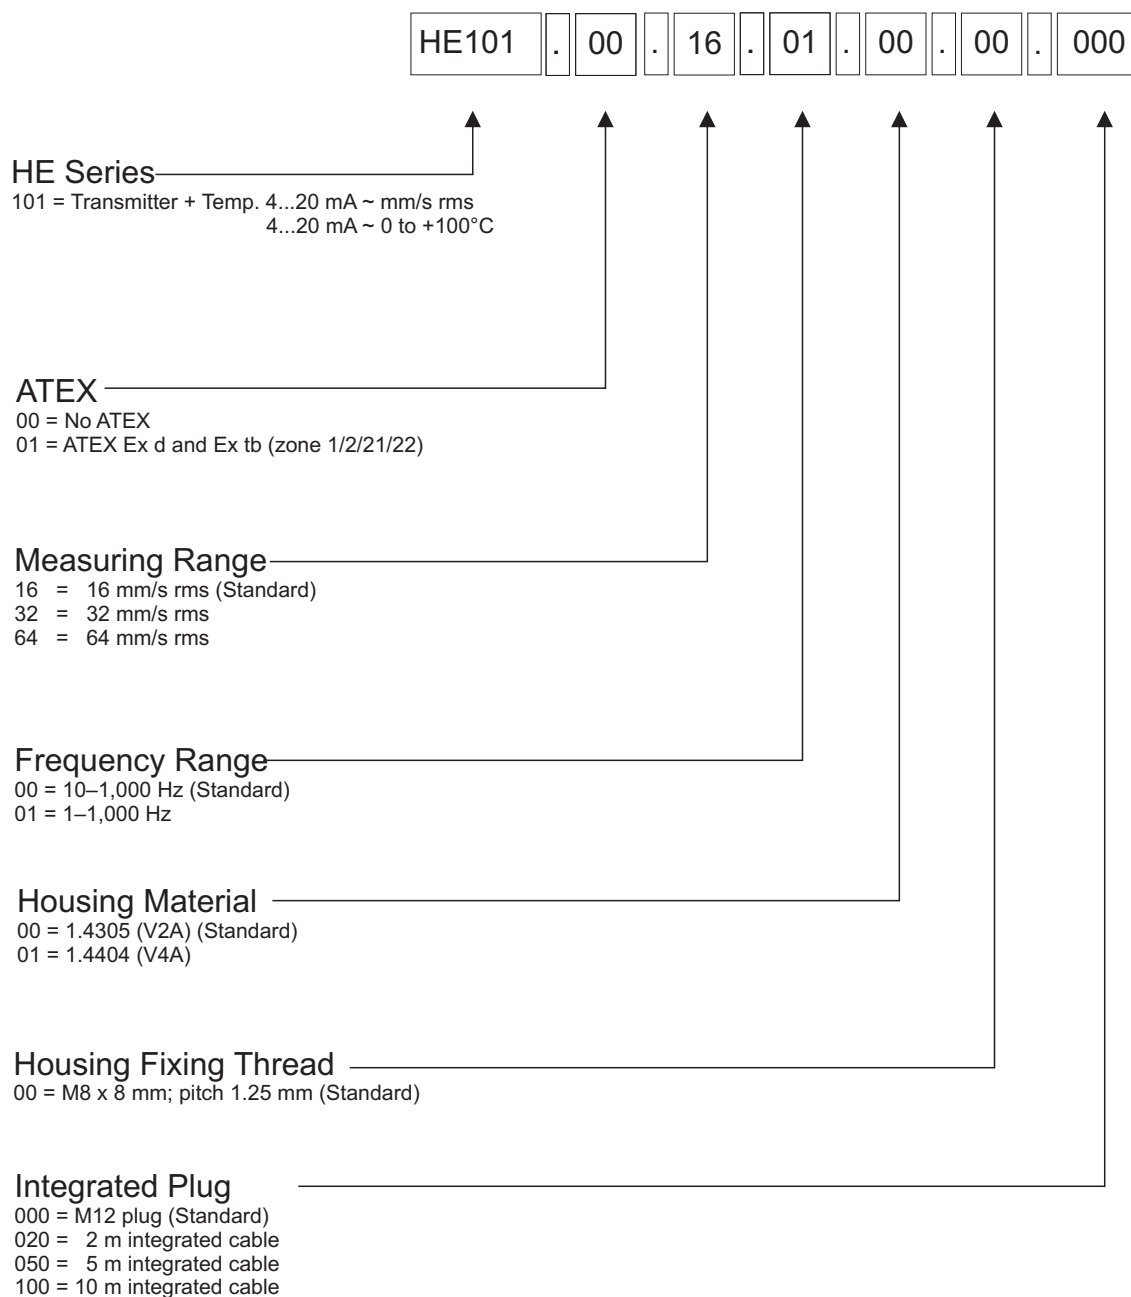 HE101 . 00 . 16 . 01 . 00 . 00 . 000
HE Series
101 = Transmitter + Temp. 4...20 mA ~ mm/s rms
4...20 mA ~ 0 to +100°C
ATEX
00 = No ATEX
01 = ATEX Ex d and Ex tb (zone 1/2/21/22)
Measuring Range
16 = 16 mm/s rms (Standard)
32 = 32 mm/s rms
64 = 64 mm/s rms
Frequency Range
00 = 10–1,000 Hz (Standard)
01 = 1–1,000 Hz
Housing Material
00 = 1.4305 (V2A) (Standard)
01 = 1.4404 (V4A)
Housing Fixing Thread
00 = M8 x 8 mm; pitch 1.25 mm (Standard)
Integrated Plug
000 = M12 plug (Standard)
020 = 2 m integrated cable
050 = 5 m integrated cable
100 = 10 m integrated cable